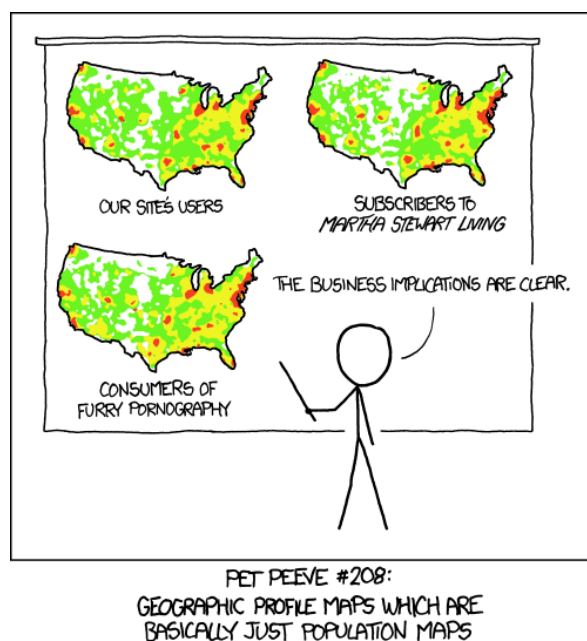 OUR SITE'S USERS
SUBSCRIBERS TO
MARTHA STEWART LIVING
CONSUMERS OF
FURRY PORNOGRAPHY
THE BUSINESS IMPLICATIONS ARE CLEAR.
PET PEEVE #208:
GEOGRAPHIC PROFILE MAPS WHICH ARE
BASICALLY JUST POPULATION MAPS